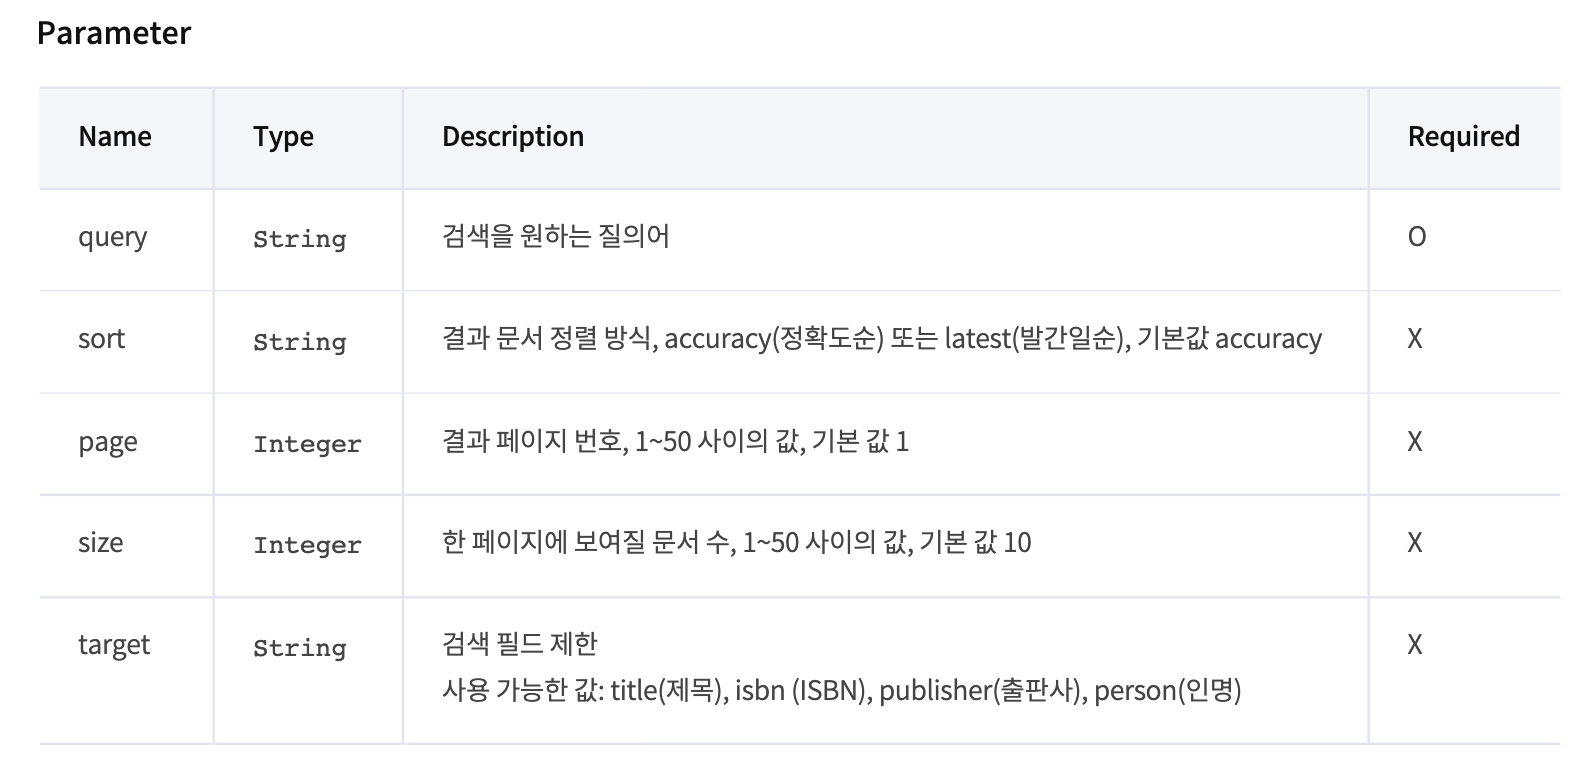 Parameter
Name Type Description Required
query String 검색을 원하는 질의어 O
sort String 결과 문서 정렬 방식, accuracy(정확도순) 또는 latest(발간일순), 기본값 accuracy X
page Integer 결과 페이지 번호, 1~50 사이의 값, 기본 값 1 X
size Integer 한 페이지에 보여질 문서 수, 1~50 사이의 값, 기본 값 10 X
target String 검색 필드 제한 X
사용 가능한 값: title(제목), isbn (ISBN), publisher(출판사), person(인명)